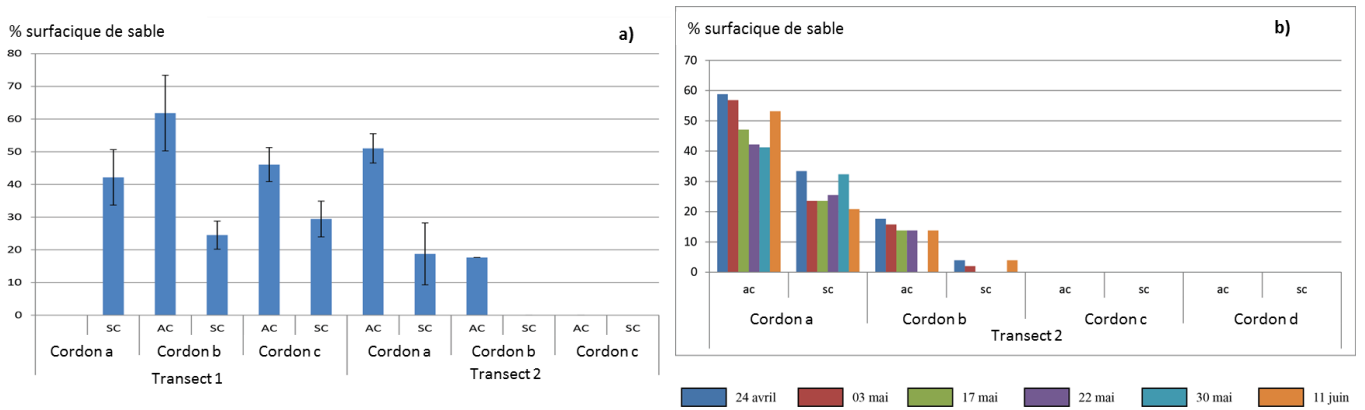 % surfacique de sable
a)
80
70
60
50
40
30
20
10
0
SC AC SC AC SC AC SC AC SC AC SC
Cordon a Cordon b Cordon c Cordon a Cordon b Cordon c
Transect 1 Transect 2
% surfacique de sable
b)
70
60
50
40
30
20
10
0
ac sc ac sc ac sc ac sc
Cordon a Cordon b Cordon c Cordon d
Transect 2
24 avril 03 mai 17 mai 22 mai 30 mai 11 juin